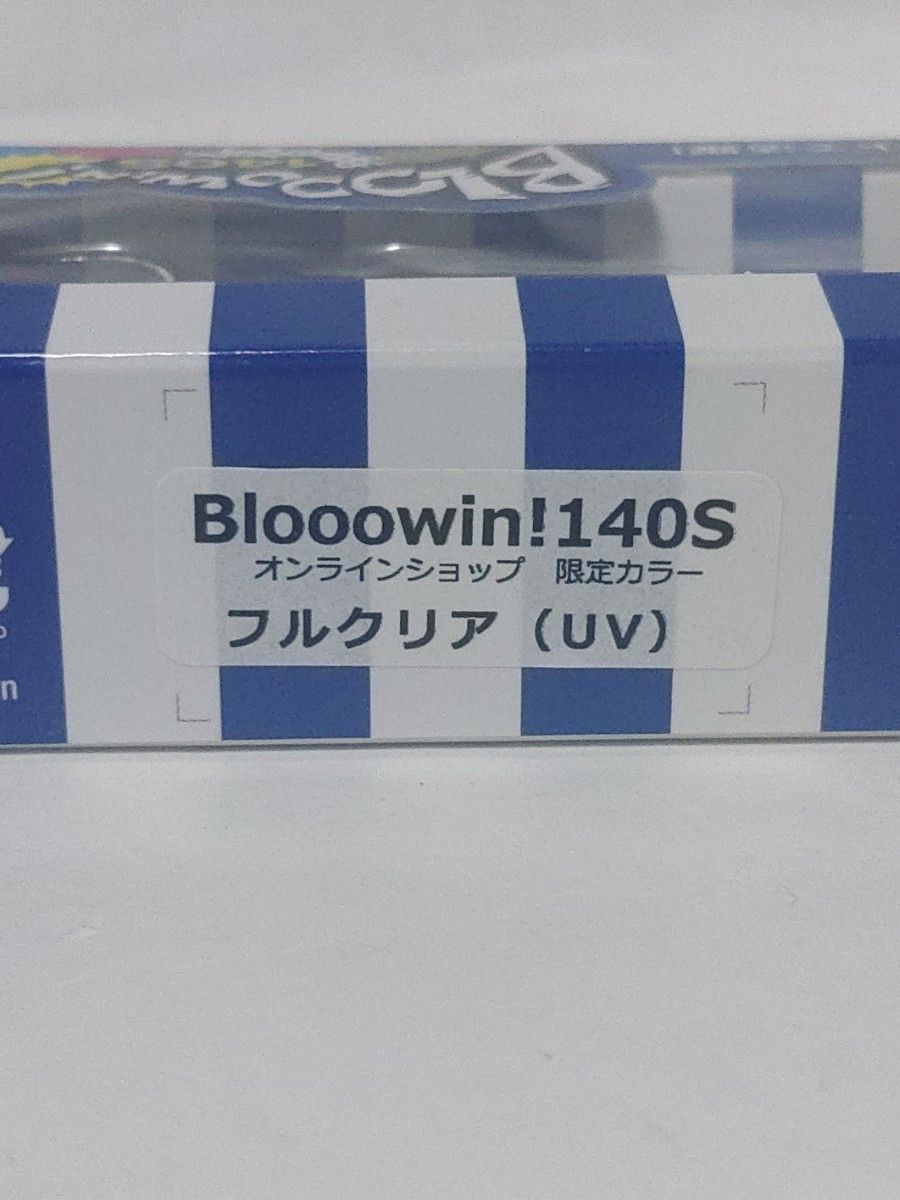 Blooowin!
Blooowin!140S
オンラインショップ　限定カラー
フルクリア（UV）
n